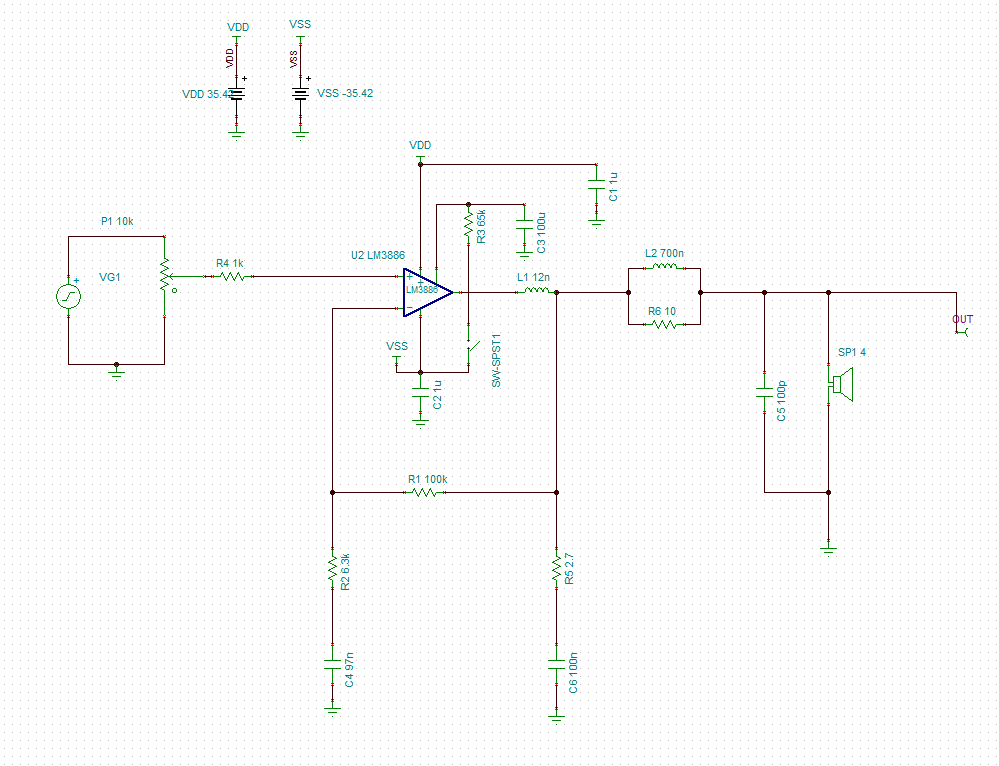 VDD
VSS
VDD
VSS
+
+
VDD 35.42
VSS -35.42
VDD
C1 1u
P1 10k
R3 65k
C3 100u
U2 LM3886
R4 1k
VG1
+
L2 700n
L1 12n
+
+
LM3886
-
R6 10
OUT
VSS
SW-SPST1
SP1 4
C2 1u
C5 100p
R1 100k
R2 6.3k
R5 2.7
C4 97n
C6 100n